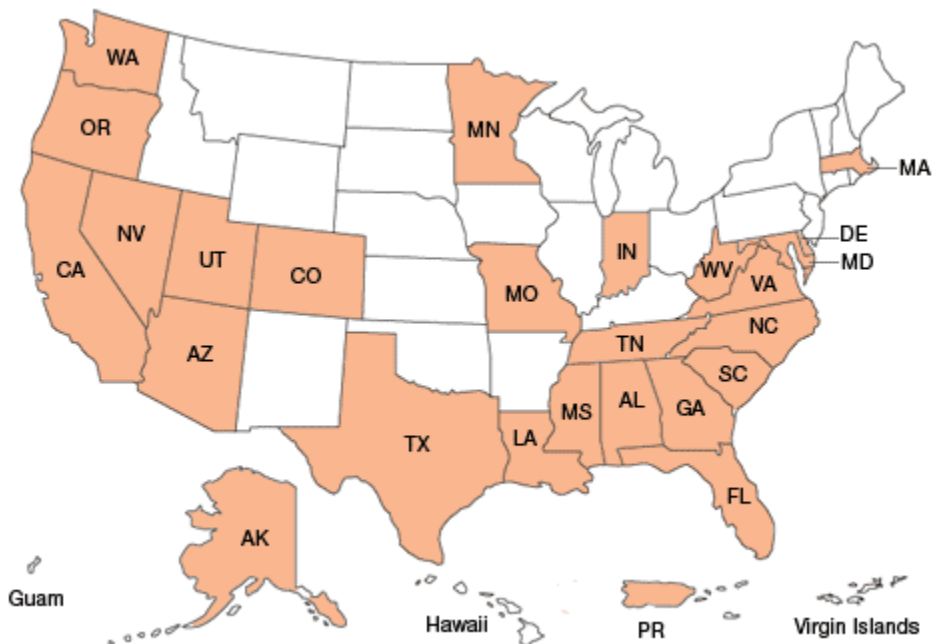 WA
MN
OR
MA
NV
DE
IN
UT
MD
CA
WV
CO
VA
MO
NC
TN
AZ
SC
MS
AL
GA
TX
LA
FL
AK
Guam
Hawaii
PR
Virgin Islands